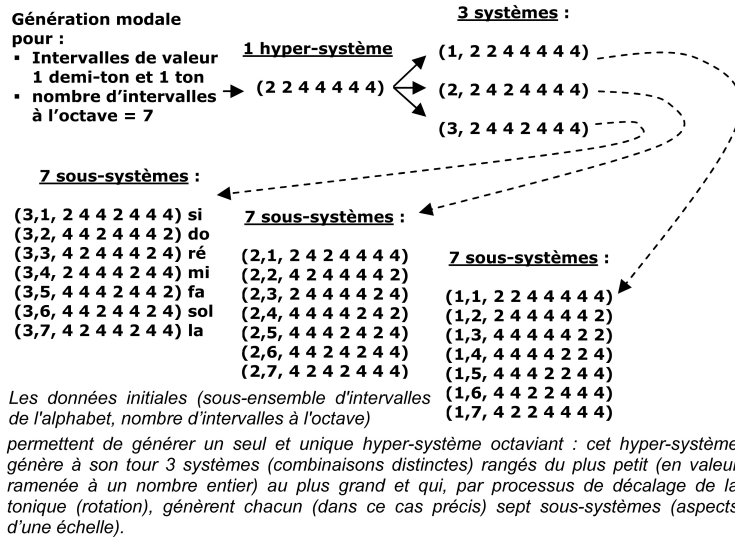 Génération modale
pour :
▪ Intervalles de valeur
1 demi-ton et 1 ton
▪ nombre d'intervalles
à l'octave = 7
1 hyper-système
(2 2 4 4 4 4 4)
3 systèmes :
(1, 2 2 4 4 4 4 4)
(2, 2 4 2 4 4 4 4)
(3, 2 4 4 2 4 4 4)
7 sous-systèmes :
(3,1, 2 4 4 2 4 4 4) si
(3,2, 4 4 2 4 4 4 2) do
(3,3, 4 2 4 4 4 2 4) ré
(3,4, 2 4 4 4 2 4 4) mi
(3,5, 4 4 4 2 4 4 2) fa
(3,6, 4 4 2 4 4 2 4) sol
(3,7, 4 2 4 4 2 4 4) la
7 sous-systèmes :
(2,1, 2 4 2 4 4 4 4)
(2,2, 4 2 4 4 4 4 2)
(2,3, 2 4 4 4 4 2 4)
(2,4, 4 4 4 4 2 4 2)
(2,5, 4 4 4 2 4 2 4)
(2,6, 4 4 2 4 2 4 4)
(2,7, 4 2 4 2 4 4 4)
7 sous-systèmes :
(1,1, 2 2 4 4 4 4 4)
(1,2, 2 4 4 4 4 4 2)
(1,3, 4 4 4 4 4 2 2)
(1,4, 4 4 4 4 2 2 4)
(1,5, 4 4 4 2 2 4 4)
(1,6, 4 4 2 2 4 4 4)
(1,7, 4 2 2 4 4 4 4)
Les données initiales (sous-ensemble d'intervalles
de l'alphabet, nombre d'intervalles à l'octave)
permettent de générer un seul et unique hyper-système octaviant : cet hyper-système
génère à son tour 3 systèmes (combinaisons distinctes) rangés du plus petit (en valeur
ramenée à un nombre entier) au plus grand et qui, par processus de décalage de la
tonique (rotation), génèrent chacun (dans ce cas précis) sept sous-systèmes (aspects
d'une échelle).